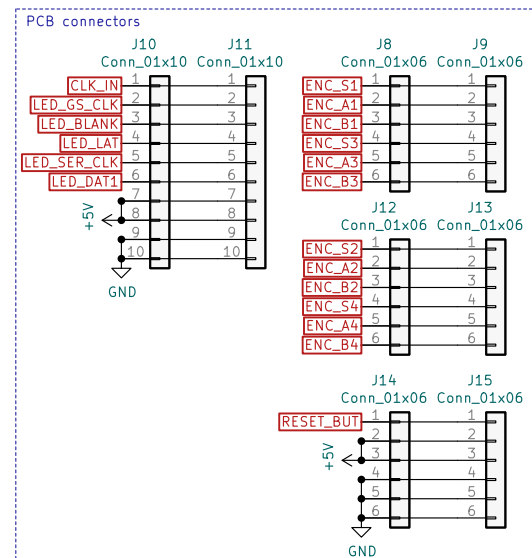 PCB connectors
J10 J11
Conn_01x10 Conn_01x10
CLK_IN 1 1
LED_GS_CLK 2 2
LED_BLANK 3 3
LED_LAT 4 4
LED_SER_CLK 5 5
LED_DAT1 6 6
7 7
+5V 8 8
9 9
10 10
GND
J8 J9
Conn_01x06 Conn_01x06
ENC_S1 1 1
ENC_A1 2 2
ENC_B1 3 3
ENC_S3 4 4
ENC_A3 5 5
ENC_B3 6 6
J12 J13
Conn_01x06 Conn_01x06
ENC_S2 1 1
ENC_A2 2 2
ENC_B2 3 3
ENC_S4 4 4
ENC_A4 5 5
ENC_B4 6 6
J14 J15
Conn_01x06 Conn_01x06
RESET_BUT 1 1
2 2
+5V 3 3
4 4
5 5
6 6
GND